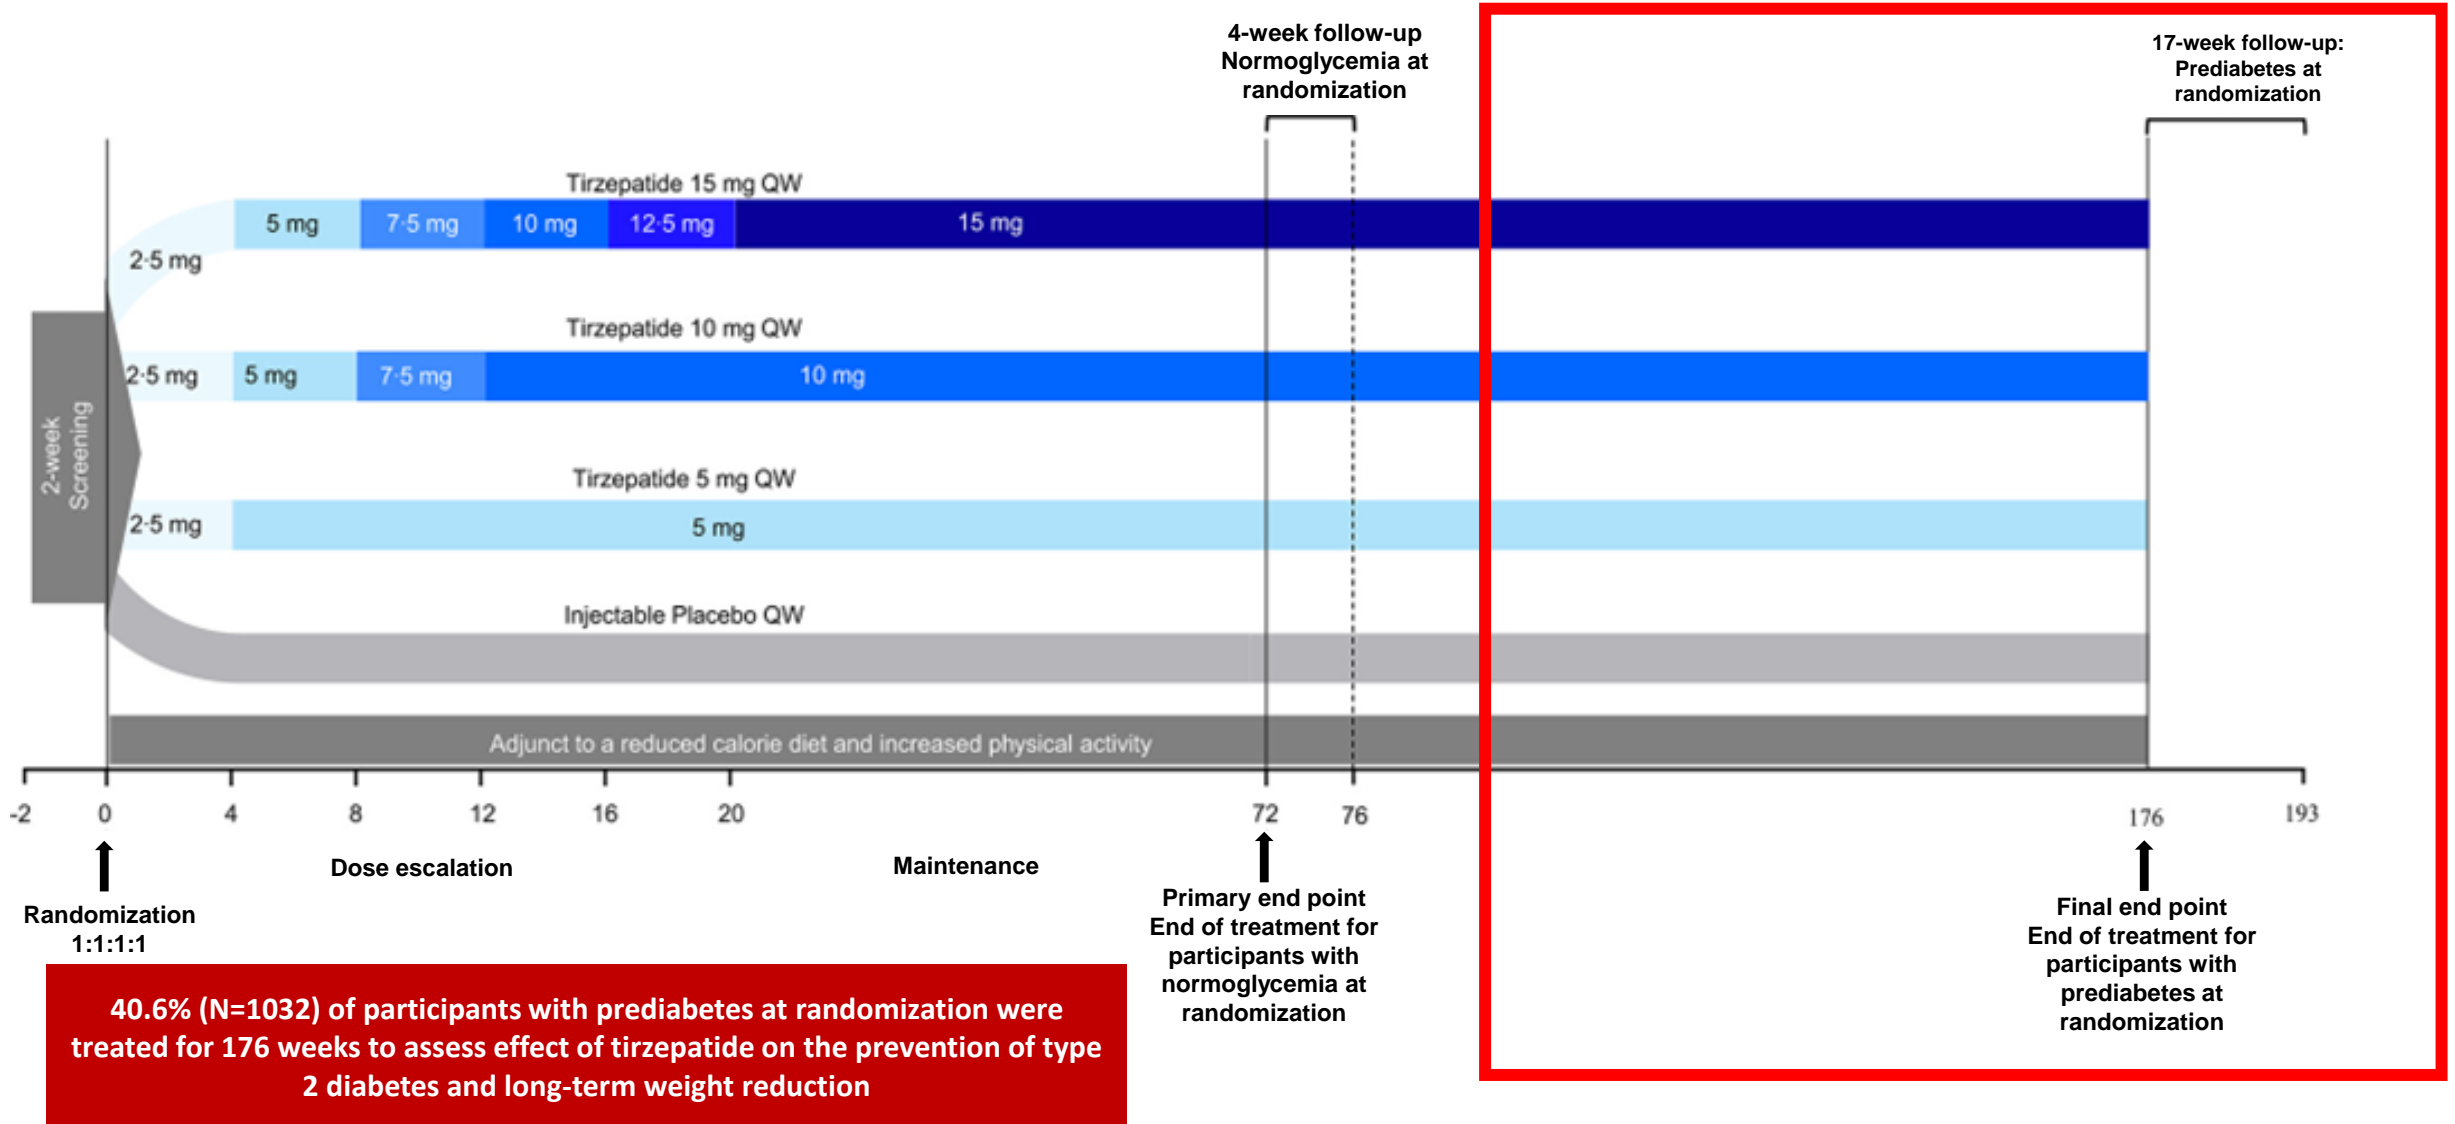 4-week follow-up
Normoglycemia at
randomization
17-week follow-up:
Prediabetes at
randomization
Tirzepatide 15 mg QW
2·5 mg
5 mg
7·5 mg
10 mg
12·5 mg
15 mg
Tirzepatide 10 mg QW
2·5 mg
5 mg
7·5 mg
10 mg
2-week
Screening
Tirzepatide 5 mg QW
2·5 mg
5 mg
Injectable Placebo QW
Adjunct to a reduced calorie diet and increased physical activity
-2
0
4
8
12
16
20
72
76
176
193
Dose escalation
Maintenance
Randomization
1:1:1:1
Primary end point
End of treatment for
participants with
normoglycemia at
randomization
Final end point
End of treatment for
participants with
prediabetes at
randomization
40.6% (N=1032) of participants with prediabetes at randomization were
treated for 176 weeks to assess effect of tirzepatide on the prevention of type
2 diabetes and long-term weight reduction